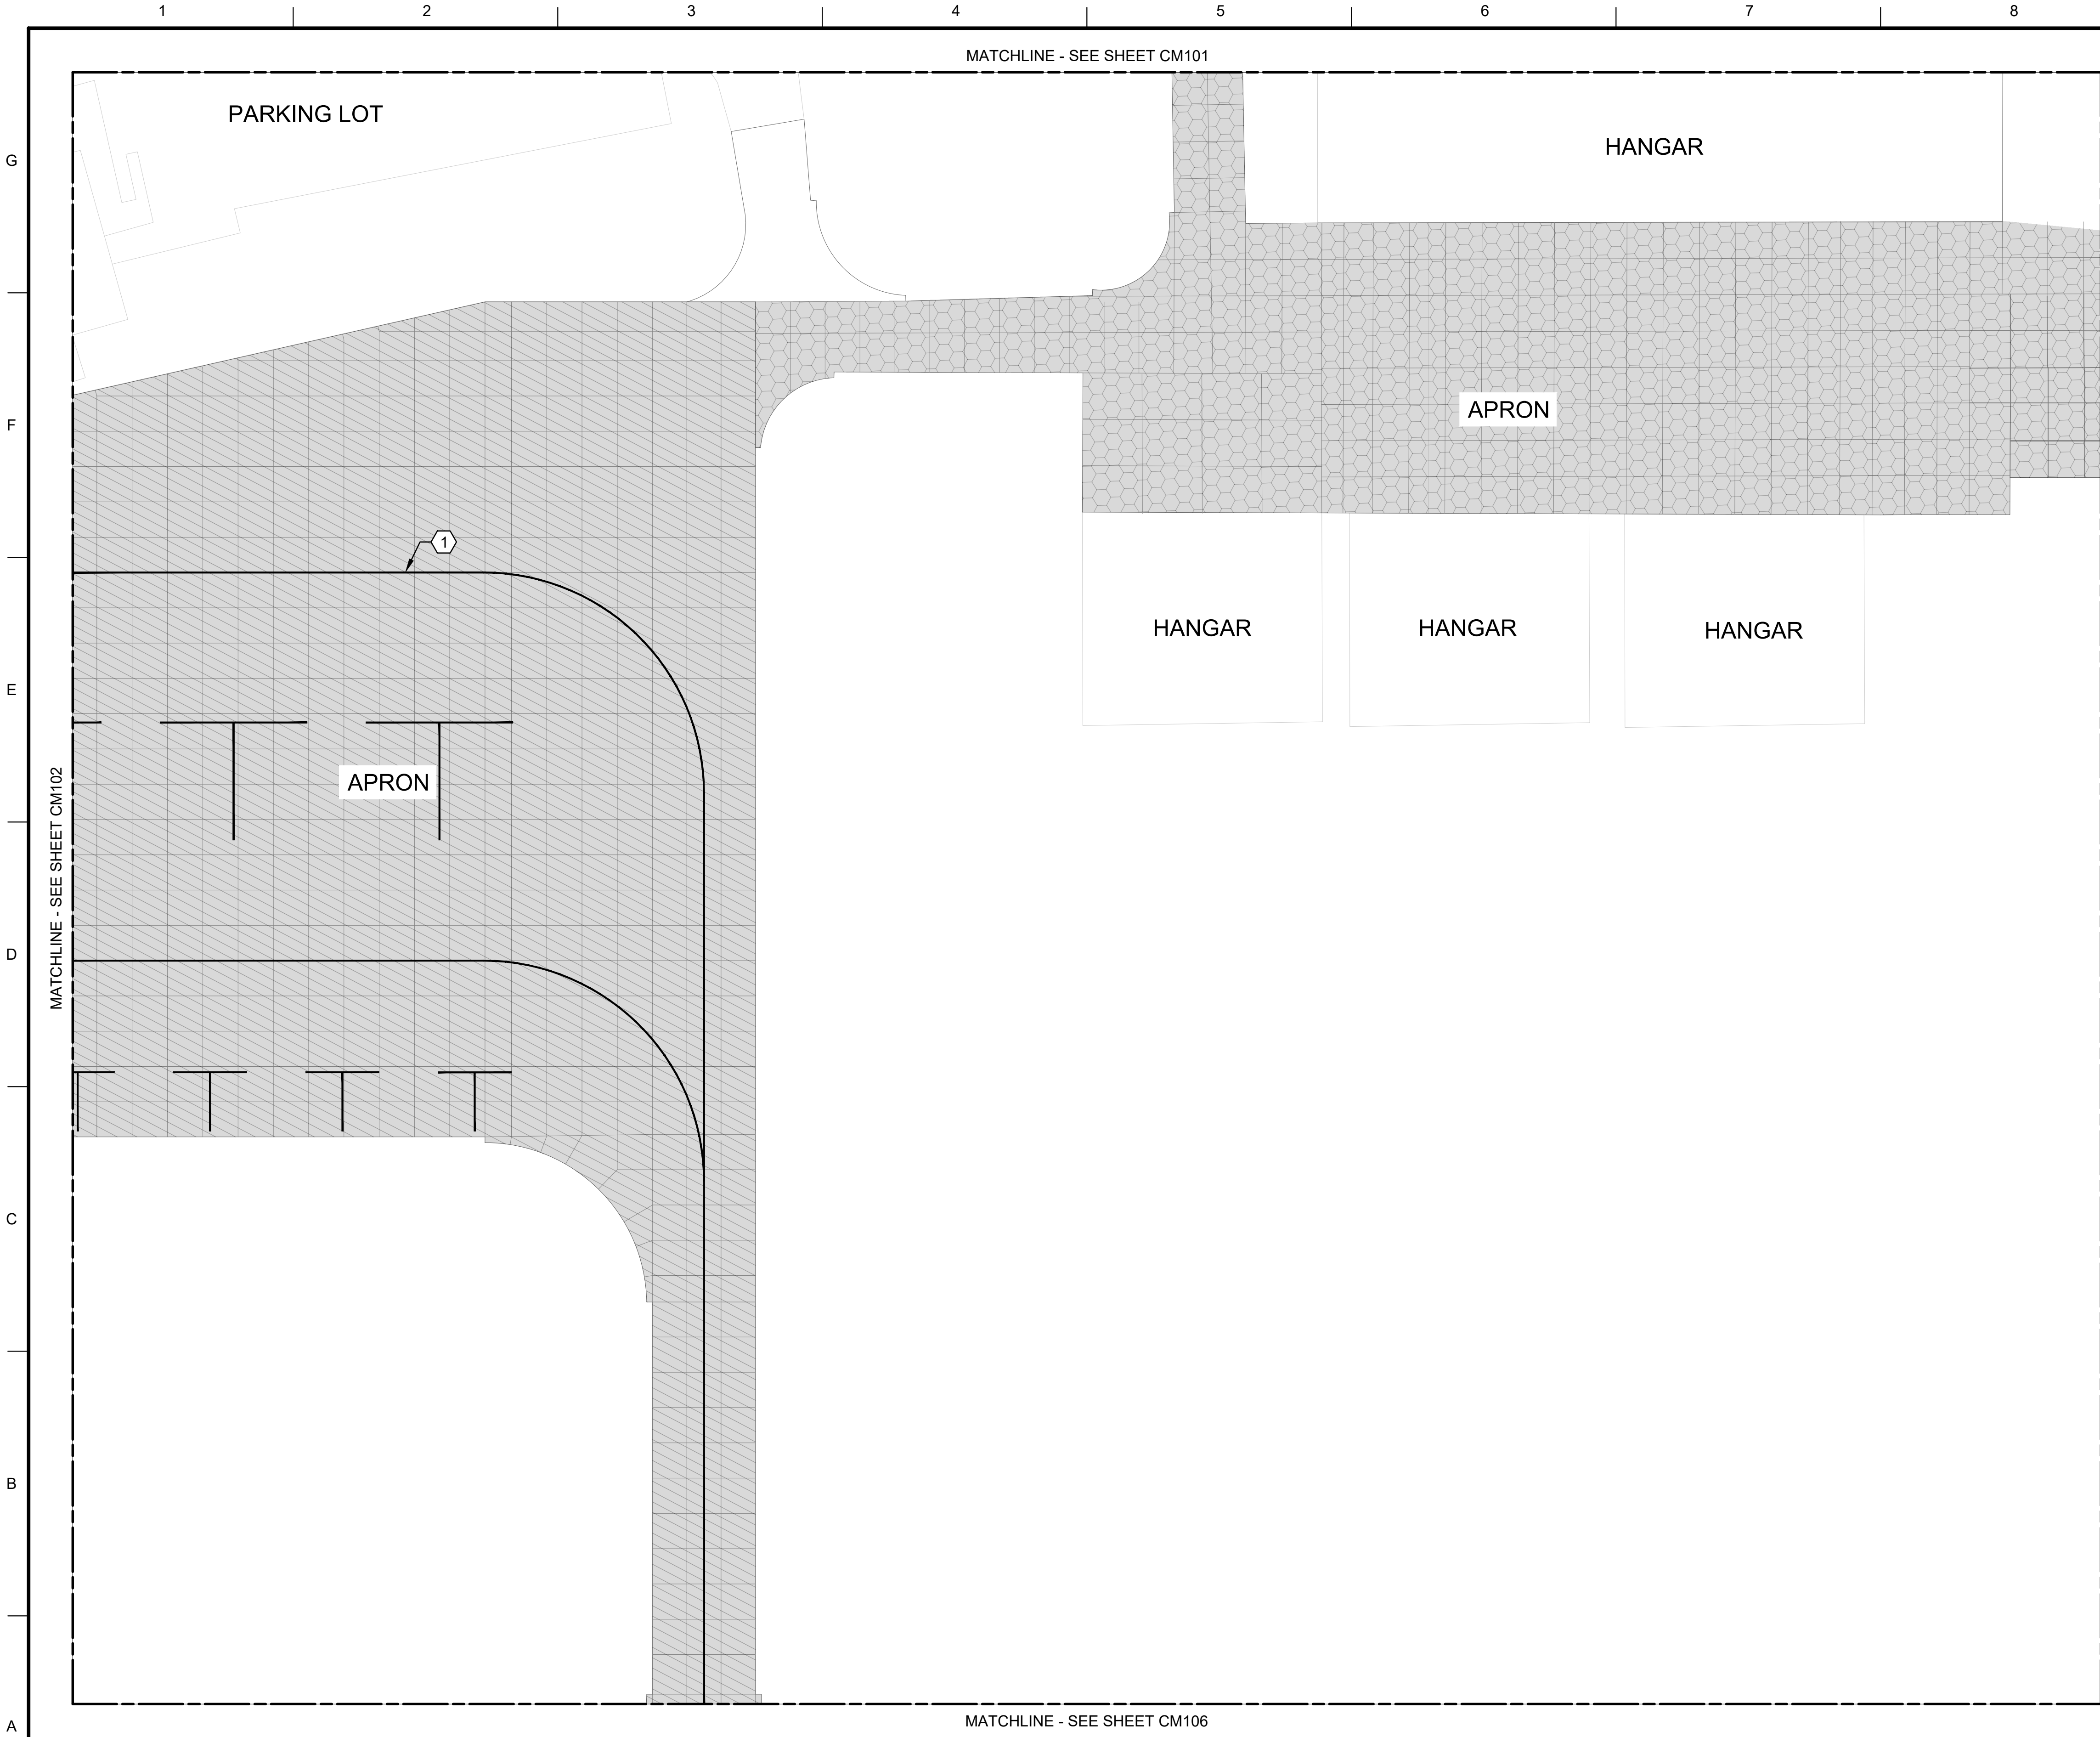 1 2 3 4 5 6 7 8
MATCHLINE - SEE SHEET CM101
PARKING LOT
HANGAR
G
APRON
F
1
HANGAR HANGAR HANGAR
E
APRON
MATCHLINE - SEE SHEET CM102
D
C
B
MATCHLINE - SEE SHEET CM106
A